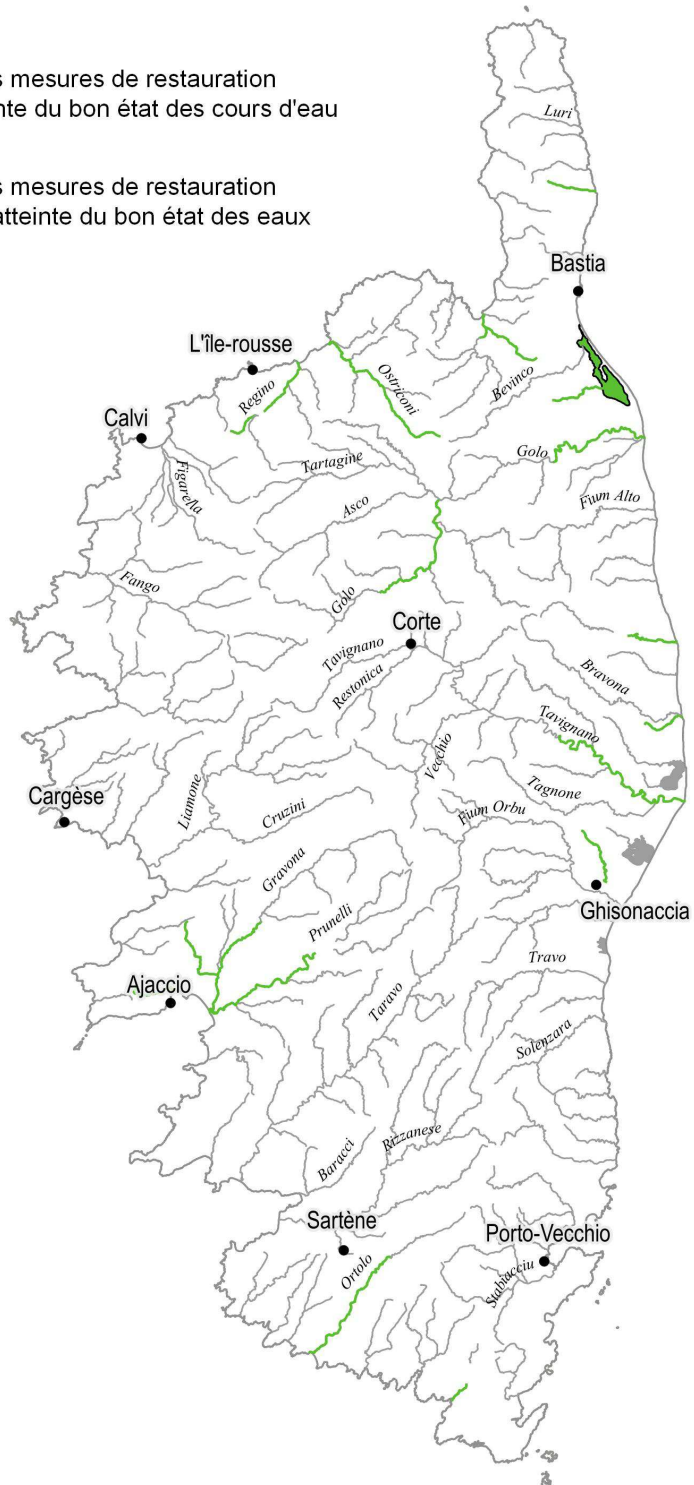 s mesures de restauration
nte du bon état des cours d'eau
s mesures de restauration
atteinte du bon état des eaux
Luri
Bastia
L'île-rousse
Regino
Ostriconi
Bevinco
Calvi
Figarella
Tartagine
Golo
Asco
Fium Alto
Fango
Golo
Corte
Tavignano
Restonica
Bravona
Tavignano
Vecchio
Tagnone
Liamone
Cargèse
Cruzini
Fium Orbu
Gravona
Ghisonaccia
Prunelli
Travo
Ajaccio
Taravo
Solenzara
Rizzanese
Baracci
Sartène
Porto-Vecchio
Ortolo
Stabiacciu